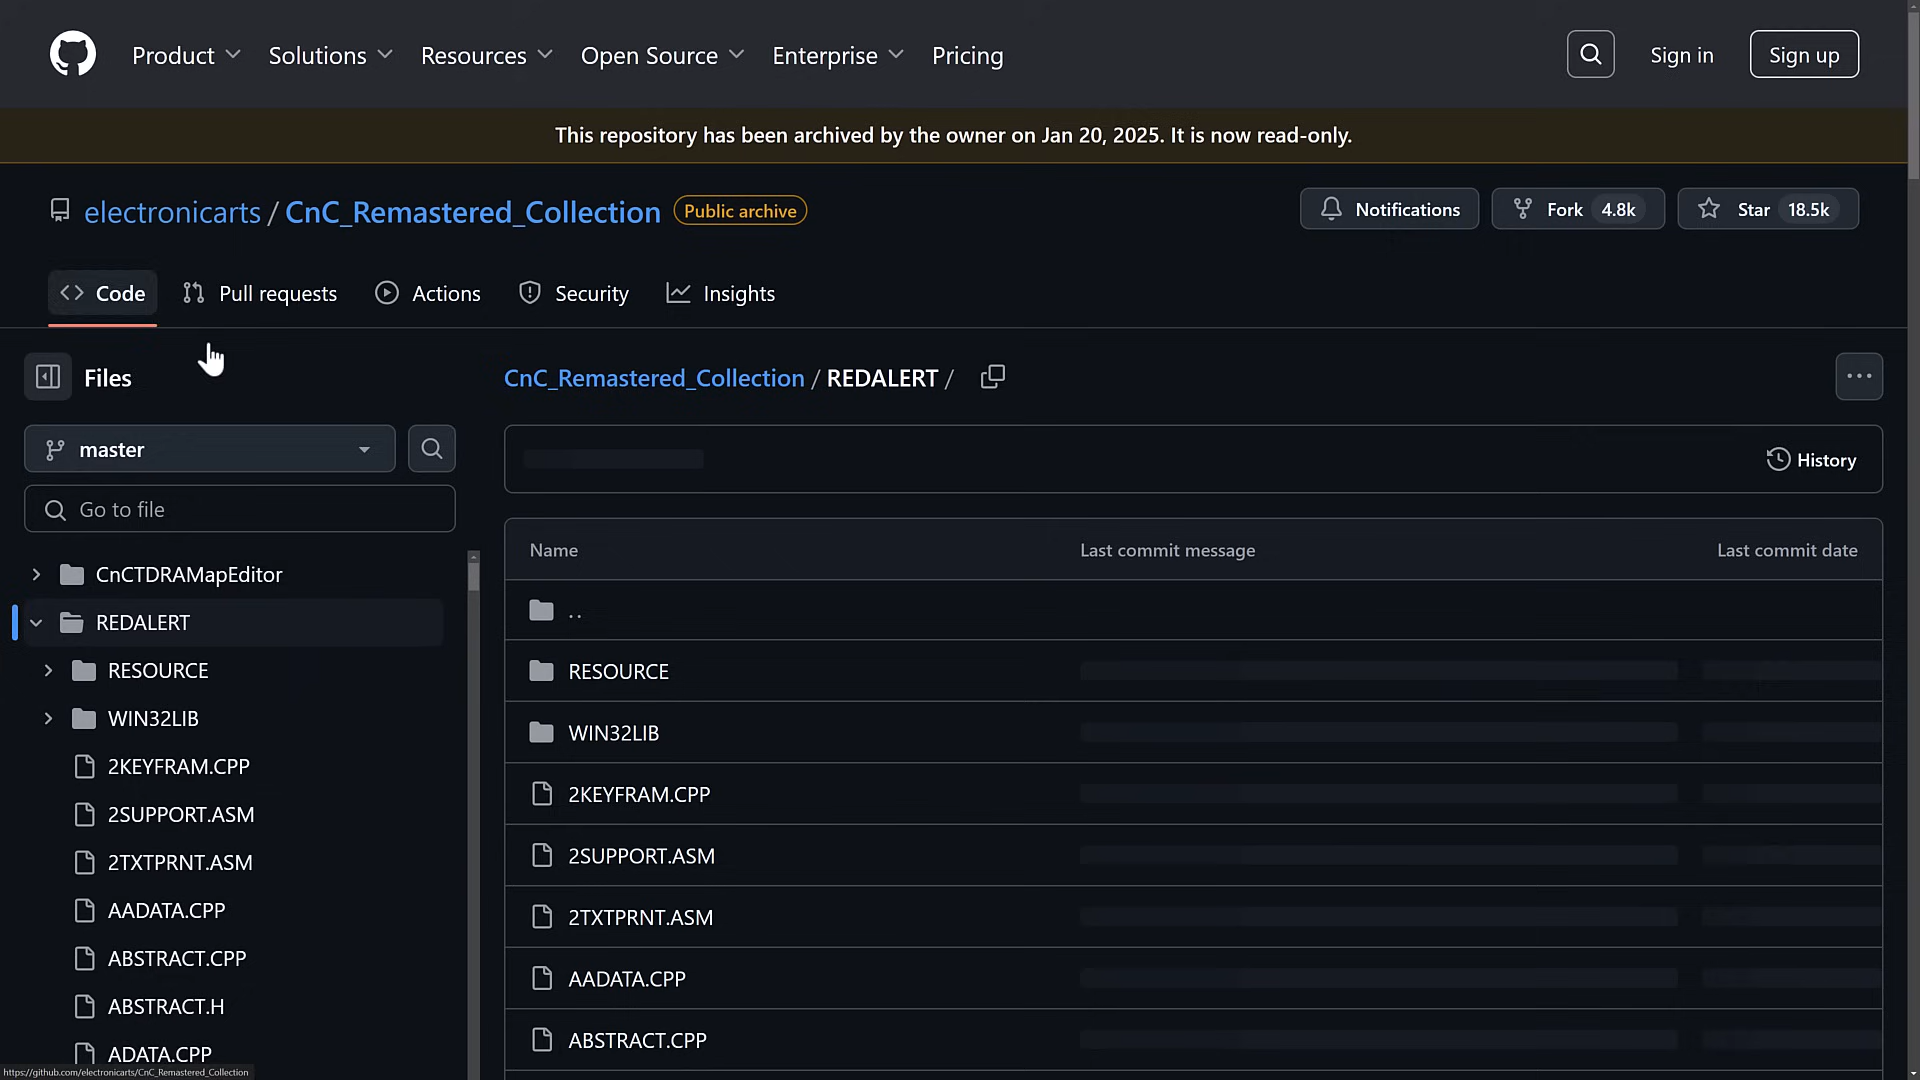 Product Solutions Resources Open Source Enterprise Pricing Sign in Sign up
This repository has been archived by the owner on Jan 20, 2025. It is now read-only.
electronicarts / CnC_Remastered_Collection Public archive Notifications Fork 4.8k Star 18.5k
Code Pull requests Actions Security Insights
Files
master
Go to file
CnCTDRAMapEditor
REDALERT
RESOURCE
WIN32LIB
2KEYFRAM.CPP
2SUPPORT.ASM
2TXTPRNT.ASM
AADATA.CPP
ABSTRACT.CPP
ABSTRACT.H
ADATA.CPP
CnC_Remastered_Collection / REDALERT /
History
Name Last commit message Last commit date
..
RESOURCE
WIN32LIB
2KEYFRAM.CPP
2SUPPORT.ASM
2TXTPRNT.ASM
AADATA.CPP
ABSTRACT.CPP
https://github.com/electronicarts/CnC_Remastered_Collection